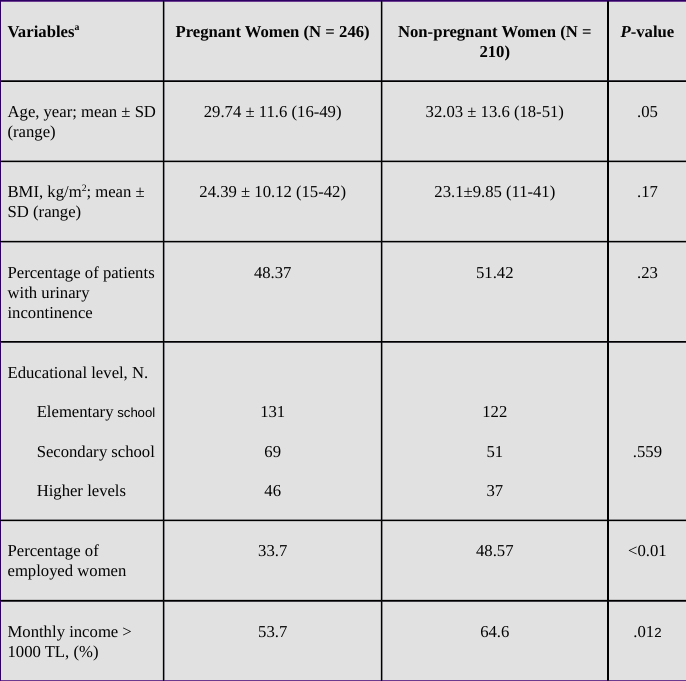 Variablesᵃ Pregnant Women (N = 246) Non-pregnant Women (N = 210) P-value
Age, year; mean ± SD (range) 29.74 ± 11.6 (16-49) 32.03 ± 13.6 (18-51) .05
BMI, kg/m²; mean ± SD (range) 24.39 ± 10.12 (15-42) 23.1±9.85 (11-41) .17
Percentage of patients with urinary incontinence 48.37 51.42 .23
Educational level, N.
Elementary school 131 122
Secondary school 69 51 .559
Higher levels 46 37
Percentage of employed women 33.7 48.57 <0.01
Monthly income > 1000 TL, (%) 53.7 64.6 .012